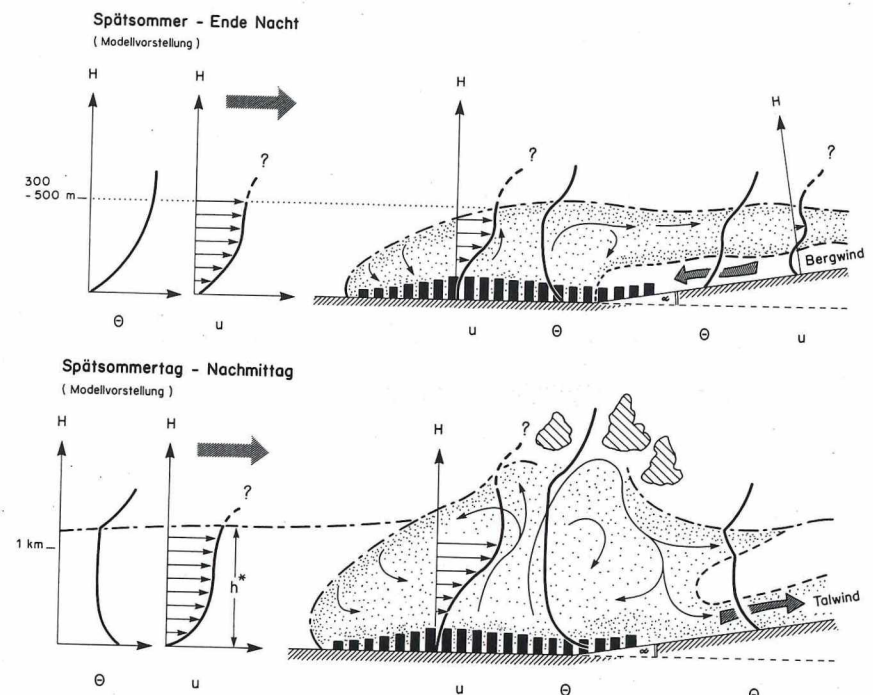 Spätsommer - Ende Nacht
( Modellvorstellung )
H
H
H
H
?
?
?
300
-500 m
Bergwind
α
Θ
u
u
Θ
Θ
u
Spätsommertag - Nachmittag
( Modellvorstellung )
H
H
H
?
?
1 km
h*
Talwind
α
Θ
u
u
Θ
Θ